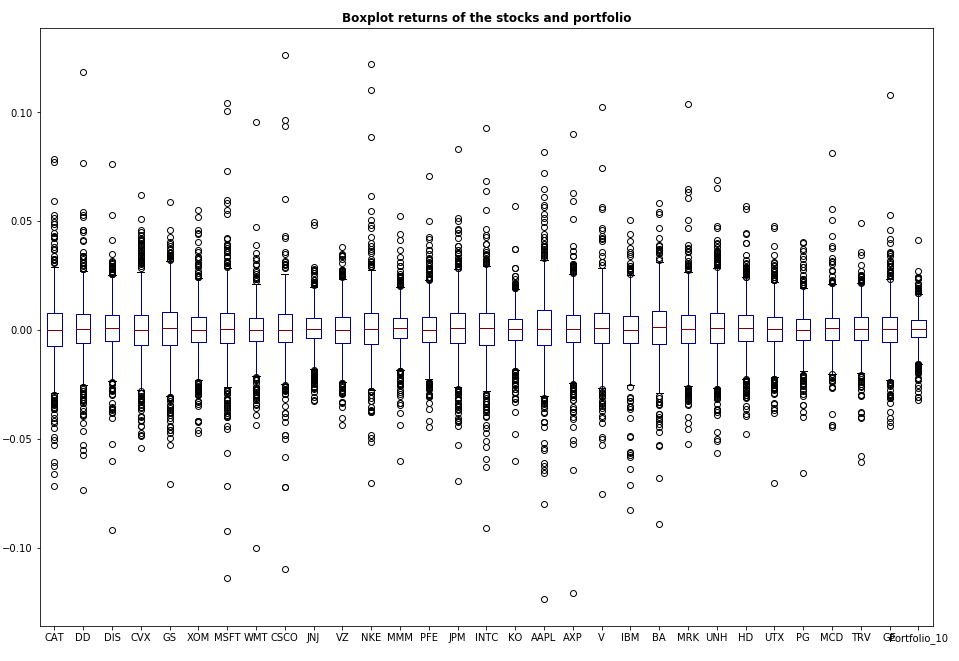 Boxplot returns of the stocks and portfolio
0.10
0.05
0.00
−0.05
−0.10
CAT DD DIS CVX GS XOM MSFT WMT CSCO JNJ VZ NKE MMM PFE JPM INTC KO AAPL AXP V IBM BA MRK UNH HD UTX PG MCD TRV GE Portfolio_10